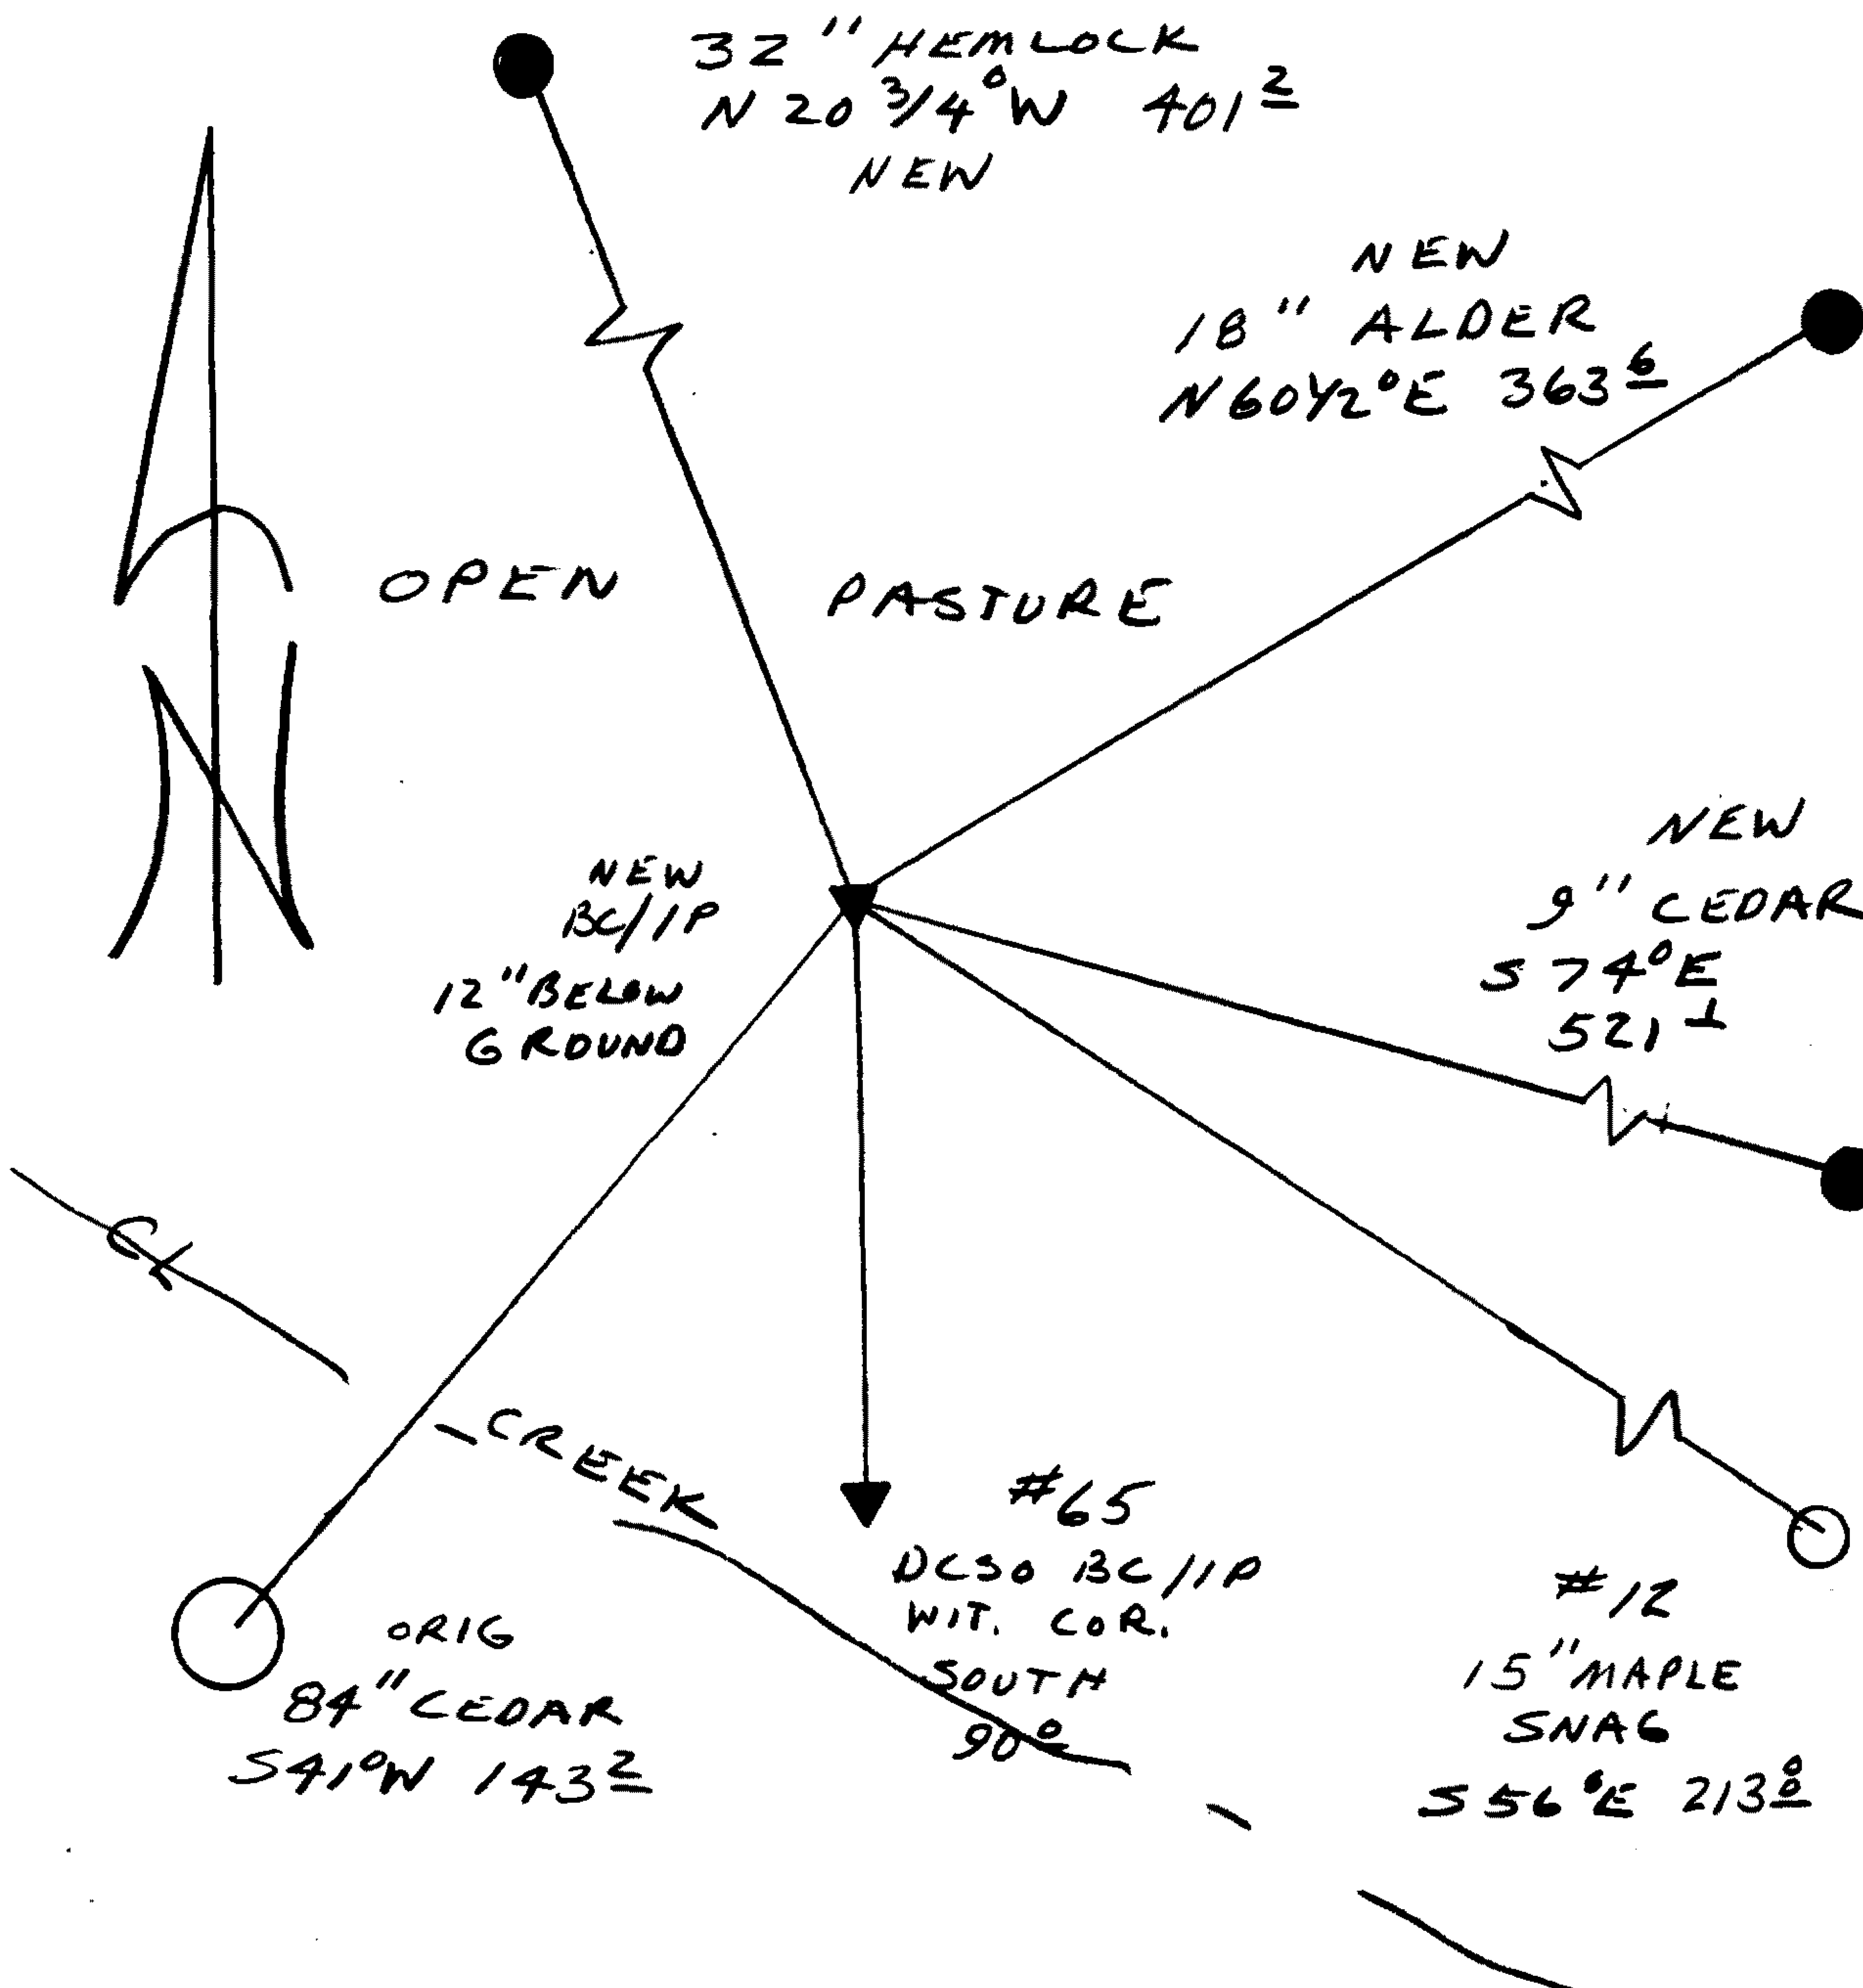 32" HEMLOCK
N 20 3/4° W 401 2
NEW
NEW
18" ALDER
N 60 1/2° E 363 6
OPEN PASTURE
N
NEW
BC/IP
12" BELOW
GROUND
NEW
9" CEDAR
S 74° E
521 1
CREEK
#65
DCSO BC/IP
WIT. COR.
SOUTH
90 0
#12
15" MAPLE
SNAG
S 56° E 213 8
ORIG
84" CEDAR
S 41° W 143 2